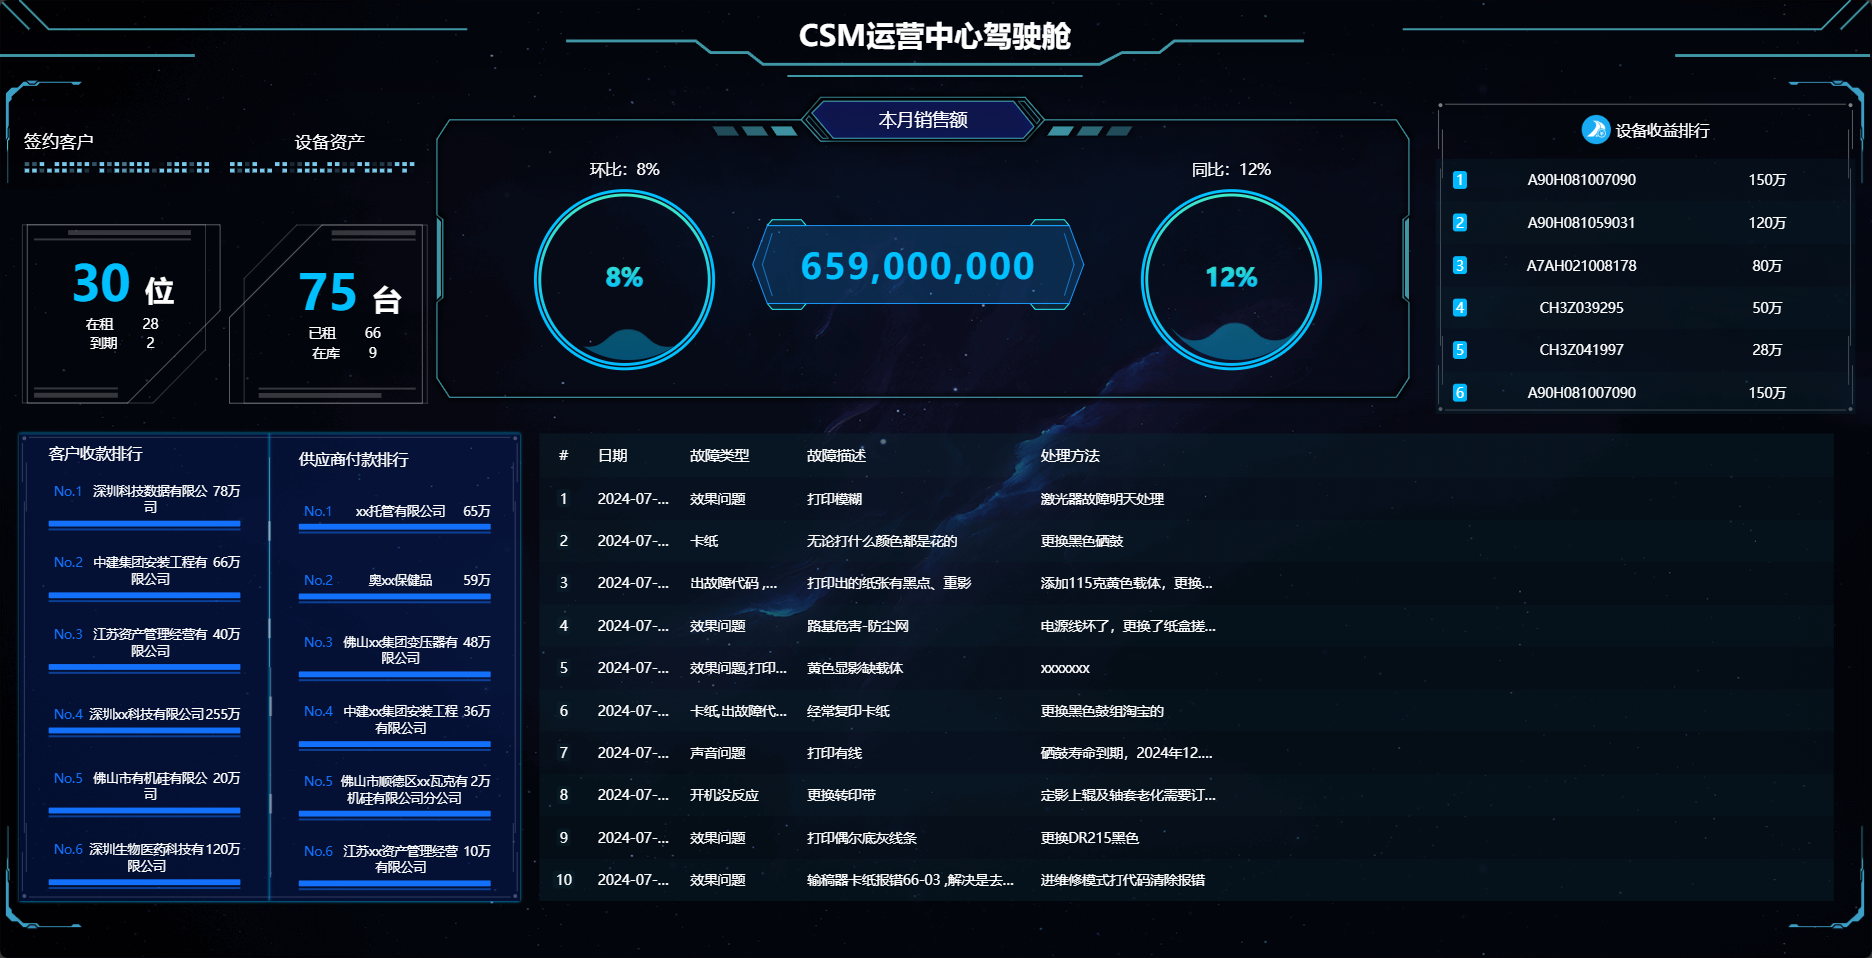 CSM运营中心驾驶舱
签约客户
设备资产
30 位
在租 28
到期 2
75 台
已租 66
在库 9
本月销售额
环比：8%
8%
659,000,000
同比：12%
12%
设备收益排行
1 A90H081007090 150万
2 A90H081059031 120万
3 A7AH021008178 80万
4 CH3Z039295 50万
5 CH3Z041997 28万
6 A90H081007090 150万
客户收款排行
No.1 深圳科技数据有限公 78万
司
No.2 中建集团安装工程有 66万
限公司
No.3 江苏资产管理经营有 40万
限公司
No.4 深圳xx科技有限公司 255万
No.5 佛山市有机硅有限公 20万
司
No.6 深圳生物医药科技有 120万
限公司
供应商付款排行
No.1 xx托管有限公司 65万
No.2 奥xx保健品 59万
No.3 佛山xx集团变压器有 48万
限公司
No.4 中建xx集团安装工程 36万
有限公司
No.5 佛山市顺德区xx瓦克有 2万
机硅有限公司分公司
No.6 江苏xx资产管理经营 10万
有限公司
# 日期 故障类型 故障描述 处理方法
1 2024-07-... 效果问题 打印模糊 激光器故障明天处理
2 2024-07-... 卡纸 无论打什么颜色都是花的 更换黑色硒鼓
3 2024-07-... 出故障代码 ,... 打印出的纸张有黑点、重影 添加115克黄色载体，更换...
4 2024-07-... 效果问题 路基危害-防尘网 电源线坏了，更换了纸盒搓...
5 2024-07-... 效果问题,打印... 黄色显影缺载体 xxxxxxx
6 2024-07-... 卡纸,出故障代... 经常复印卡纸 更换黑色鼓组淘宝的
7 2024-07-... 声音问题 打印有线 硒鼓寿命到期，2024年12....
8 2024-07-... 开机没反应 更换转印带 定影上辊及轴套老化需要订...
9 2024-07-... 效果问题 打印偶尔底灰线条 更换DR215黑色
10 2024-07-... 效果问题 输稿器卡纸报错66-03 ,解决是去... 进维修模式打代码清除报错